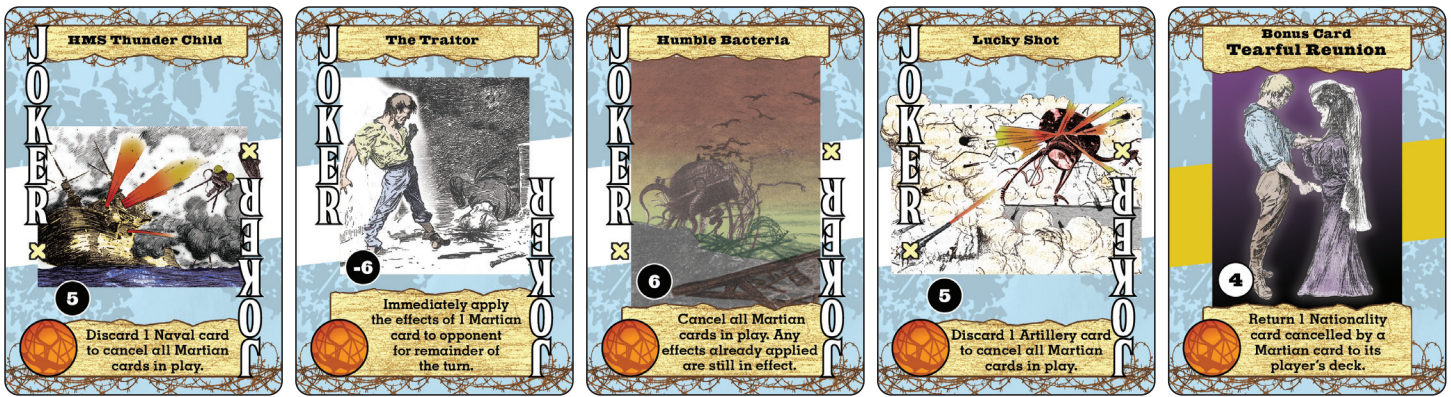 HMS Thunder Child
JOKER
5
Discard 1 Naval card
to cancel all Martian
cards in play.
JOKER
The Traitor
JOKER
-6
Immediately apply
the effects of 1 Martian
card to opponent
for remainder of
the turn.
JOKER
Humble Bacteria
JOKER
6
Cancel all Martian
cards in play. Any
effects already applied
are still in effect.
JOKER
Lucky Shot
JOKER
5
Discard 1 Artillery card
to cancel all Martian
cards in play.
JOKER
Bonus Card
Tearful Reunion
4
Return 1 Nationality
card cancelled by a
Martian card to its
player's deck.